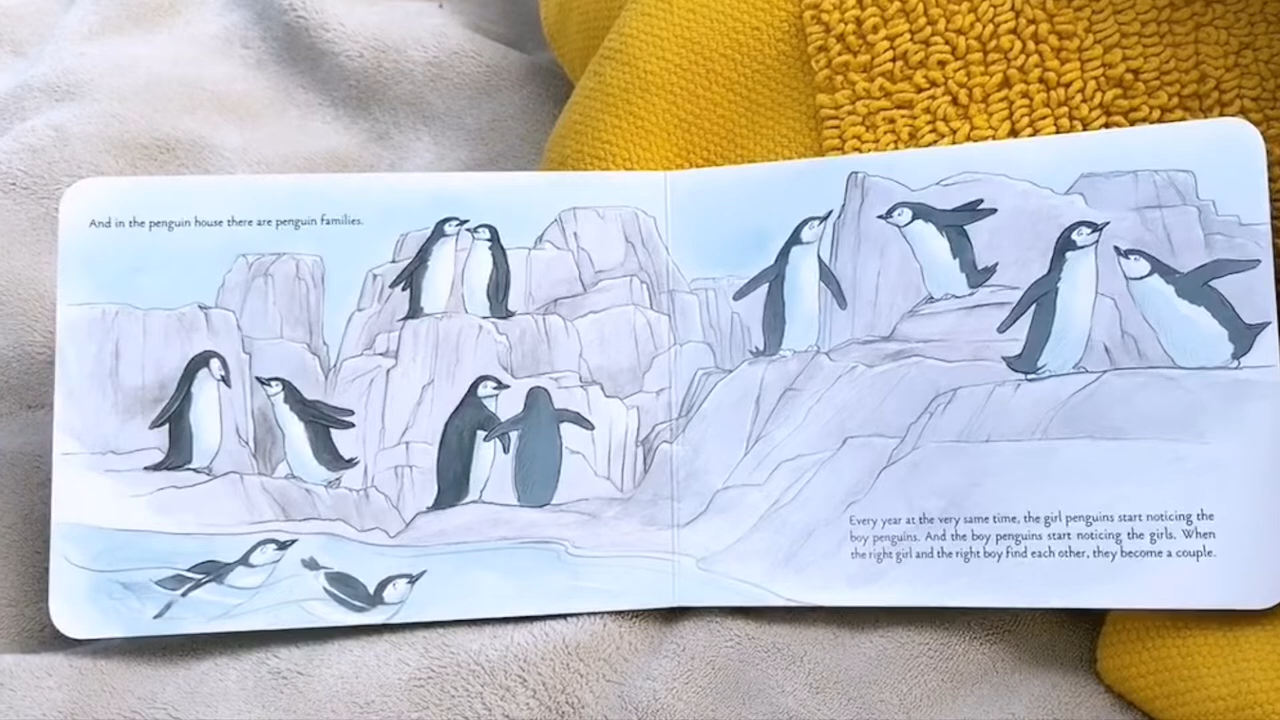 And in the penguin house there are penguin families.
Every year at the very same time, the girl penguins start noticing the
boy penguins. And the boy penguins start noticing the girls. When
the right girl and the right boy find each other, they become a couple.